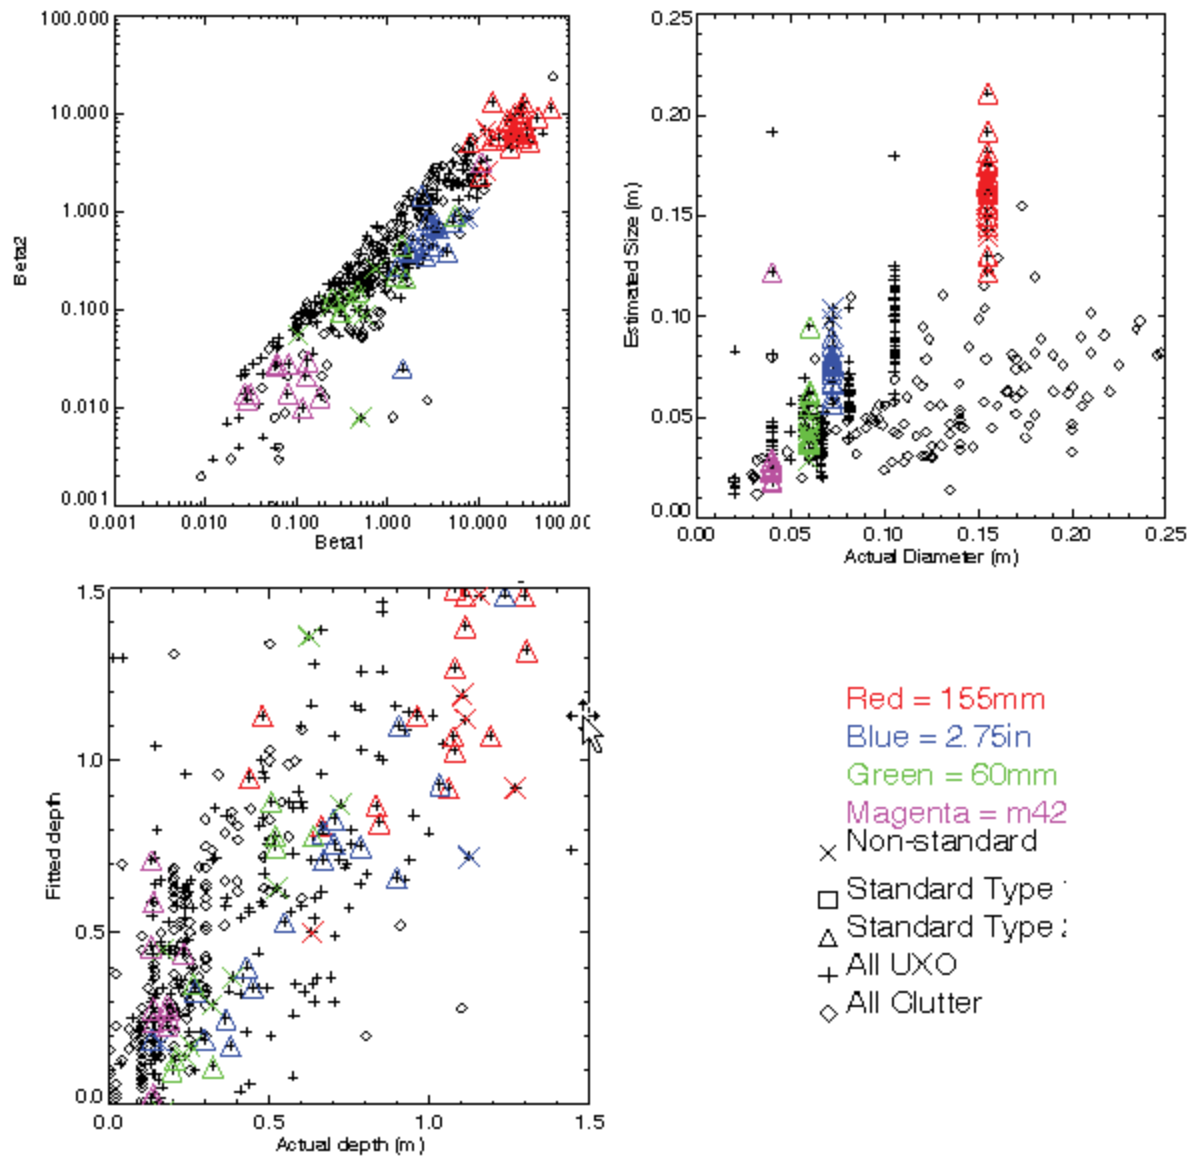 100.000
10.000
1.000
0.100
0.010
0.001
Beta2
0.001 0.010 0.100 1.000 10.000 100.00
Beta1
0.25
0.20
0.15
0.10
0.05
0.00
Estimated Size (m)
0.00 0.05 0.10 0.15 0.20 0.25
Actual Diameter (m)
1.5
1.0
0.5
0.0
Fitted depth
0.0 0.5 1.0 1.5
Actual depth (m)
Red = 155mm
Blue = 2.75in
Green = 60mm
Magenta = m42
Non-standard
Standard Type
Standard Type
All UXO
All Clutter